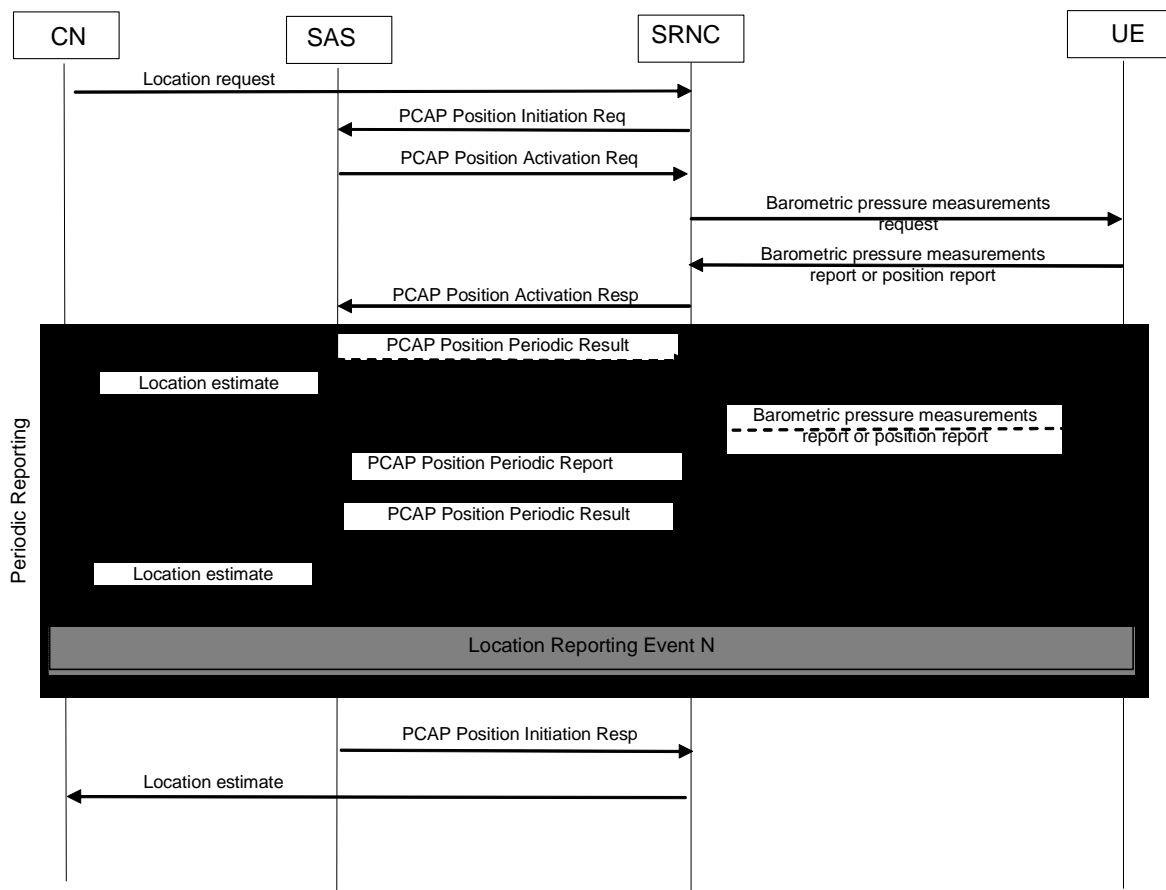 CN
SAS
SRNC
UE
Location request
PCAP Position Initiation Req
PCAP Position Activation Req
Barometric pressure measurements
request
Barometric pressure measurements
report or position report
PCAP Position Activation Resp
Periodic Reporting
PCAP Position Periodic Result
Location estimate
Barometric pressure measurements
report or position report
PCAP Position Periodic Report
PCAP Position Periodic Result
Location estimate
Location Reporting Event N
PCAP Position Initiation Resp
Location estimate